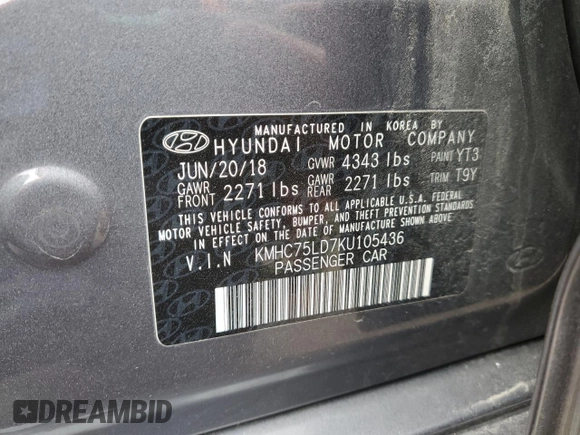 MANUFACTURED IN KOREA BY
HYUNDAI MOTOR COMPANY
JUN/20/18 GVWR 4343 lbs PAINT YT3
GAWR FRONT 2271 lbs GAWR REAR 2271 lbs TRIM T9Y
THIS VEHICLE CONFORMS TO ALL APPLICABLE U.S.A. FEDERAL
MOTOR VEHICLE SAFETY, BUMPER, AND THEFT PREVENTION STANDARDS
IN EFFECT ON THE DATE OF MANUFACTURE SHOWN ABOVE.
V.I.N KMHC75LD7KU105436
PASSENGER CAR
DREAMBID